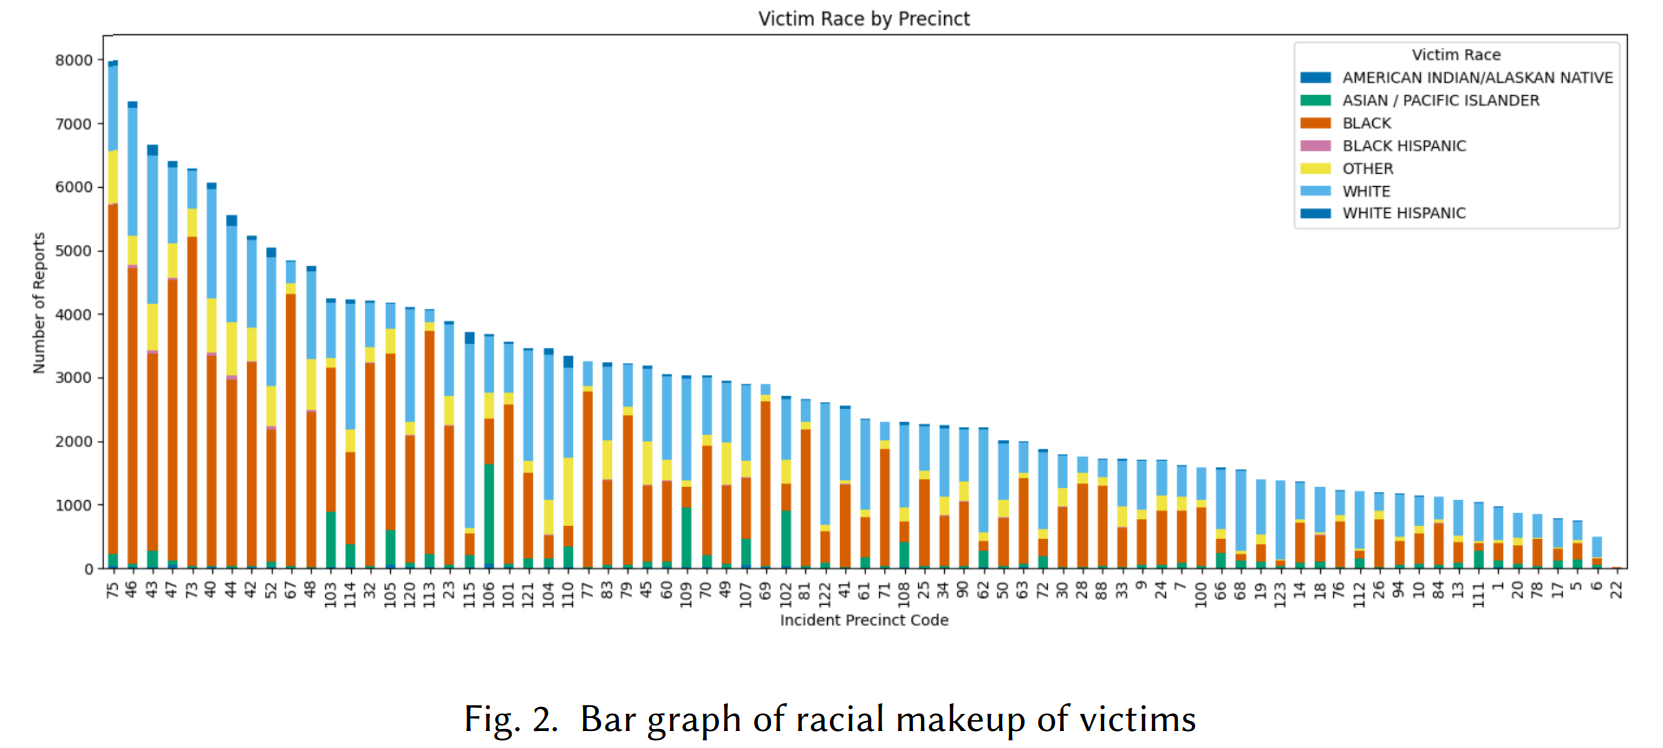 Victim Race by Precinct
Victim Race
AMERICAN INDIAN/ALASKAN NATIVE
ASIAN / PACIFIC ISLANDER
BLACK
BLACK HISPANIC
OTHER
WHITE
WHITE HISPANIC
Number of Reports
8000
7000
6000
5000
4000
3000
2000
1000
0
75 46 43 47 73 40 44 42 52 67 48 103 114 32 105 120 113 23 115 106 101 121 104 110 77 83 79 45 60 109 70 49 107 69 102 81 122 41 61 71 108 25 34 90 62 50 63 72 30 28 88 33 9 24 7 100 66 68 19 123 14 18 76 112 26 94 10 84 13 111 1 20 78 17 5 6 22
Incident Precinct Code
Fig. 2. Bar graph of racial makeup of victims